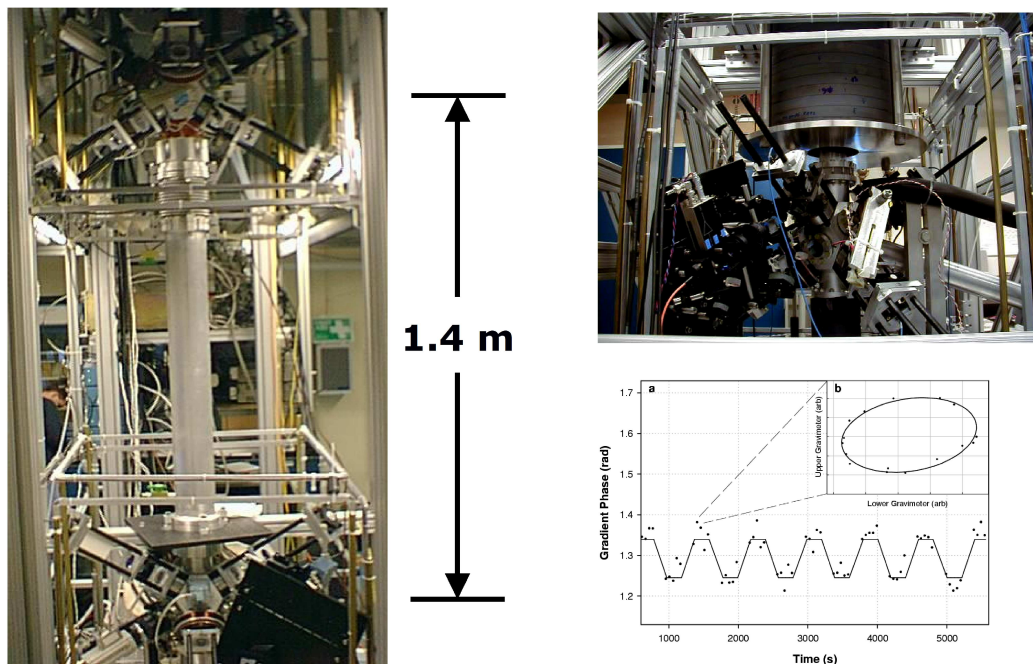 1.4 m
a
b
Upper Gravimotor (arb)
Lower Gravimotor (arb)
Gradient Phase (rad)
1.7
1.6
1.5
1.4
1.3
1.2
1000
2000
3000
4000
5000
Time (s)